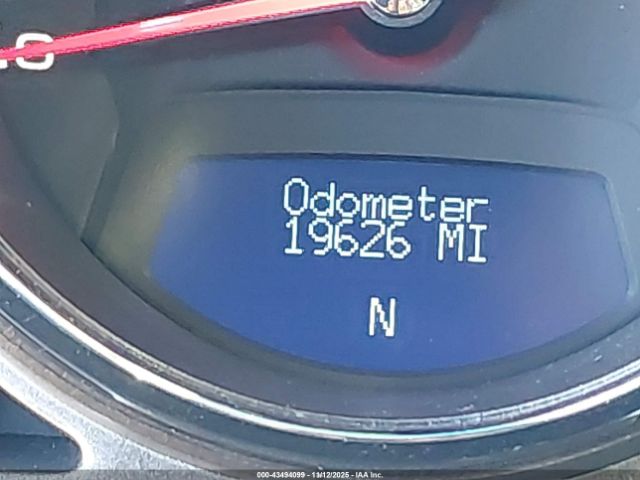 Odometer
19626 MI
N
000-43494099 - 11/12/2025 - IAA Inc.